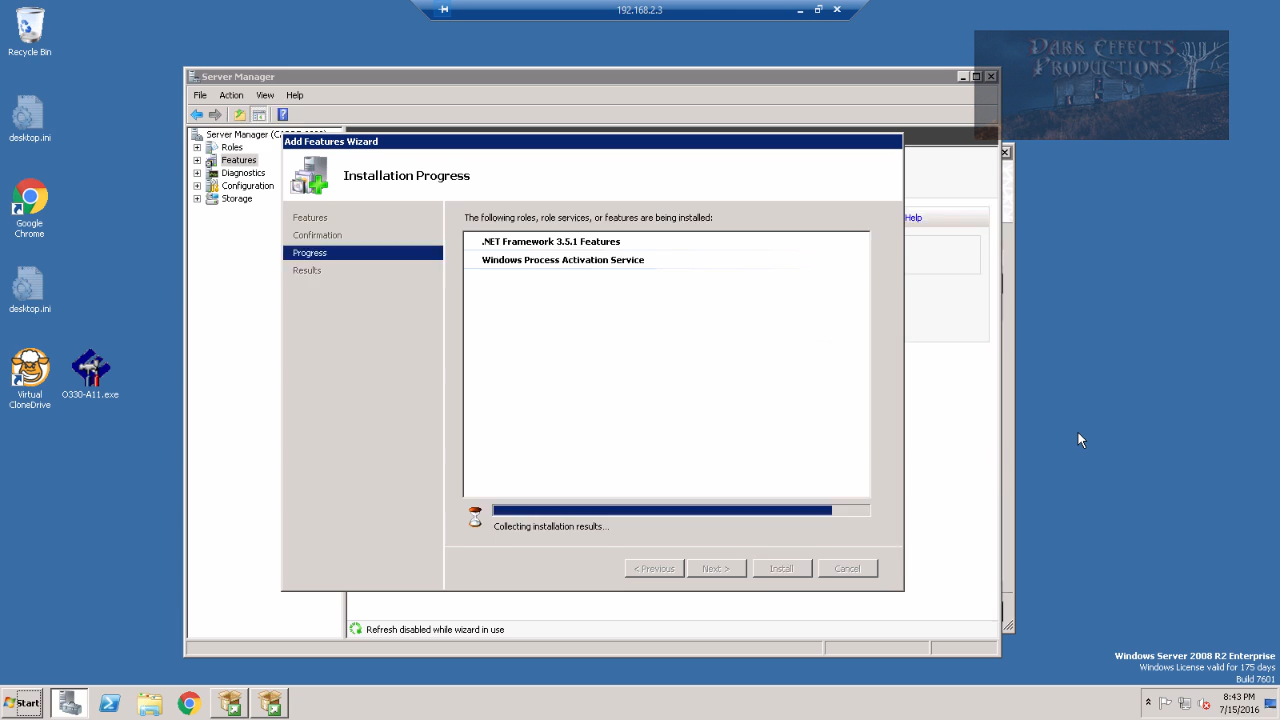 192.168.2.3
DARK EFFECTS
PRODUCTIONS
Recycle Bin
desktop.ini
Google
Chrome
desktop.ini
Virtual
CloneDrive
O330-A11.exe
Server Manager
File Action View Help
Server Manager
Roles
Features
Diagnostics
Configuration
Storage
Help
Add Features Wizard
Installation Progress
Features
Confirmation
Progress
Results
The following roles, role services, or features are being installed:
.NET Framework 3.5.1 Features
Windows Process Activation Service
Collecting installation results...
< Previous Next > Install Cancel
Refresh disabled while wizard in use
Windows Server 2008 R2 Enterprise
Windows License valid for 175 days
Build 7601
Start
8:43 PM
7/15/2016